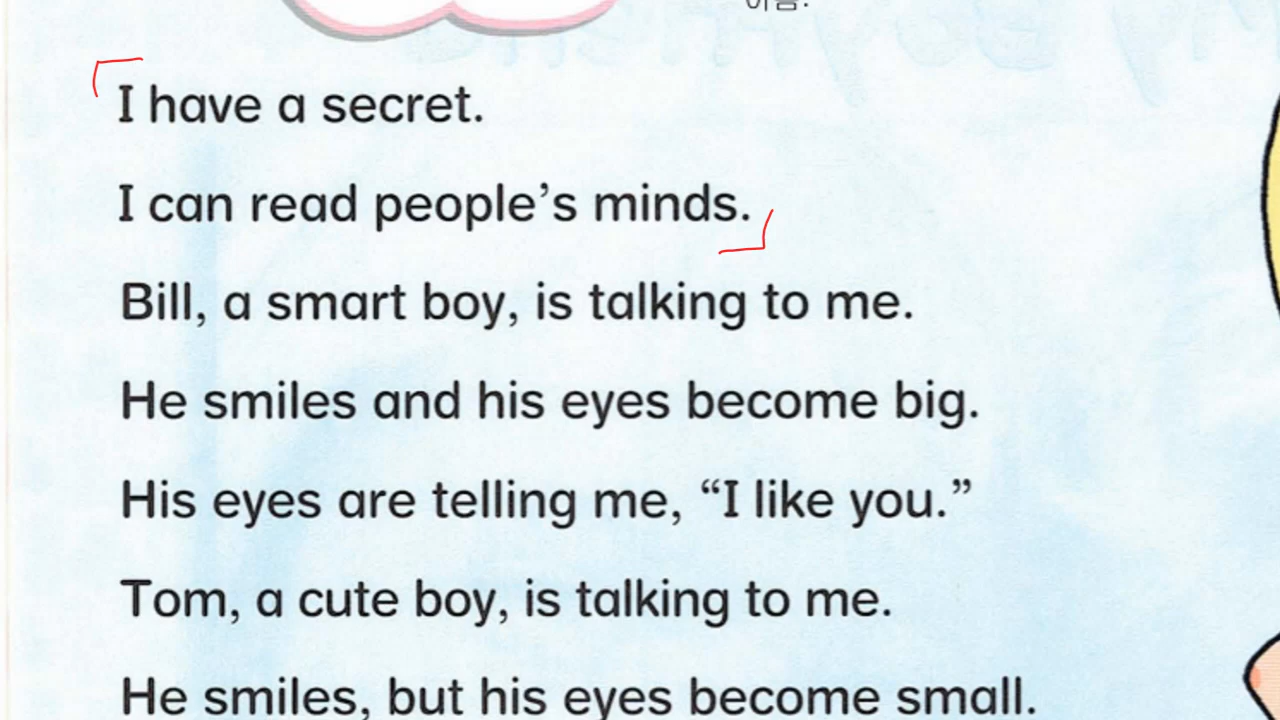 이름:
I have a secret.
I can read people's minds.
Bill, a smart boy, is talking to me.
He smiles and his eyes become big.
His eyes are telling me, “I like you.”
Tom, a cute boy, is talking to me.
He smiles, but his eyes become small.